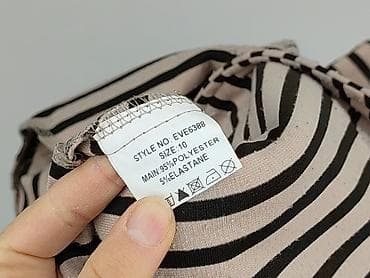 STYLE NO. EVE6388
SIZE:10
MAIN:95%POLYESTER
5%ELASTANE